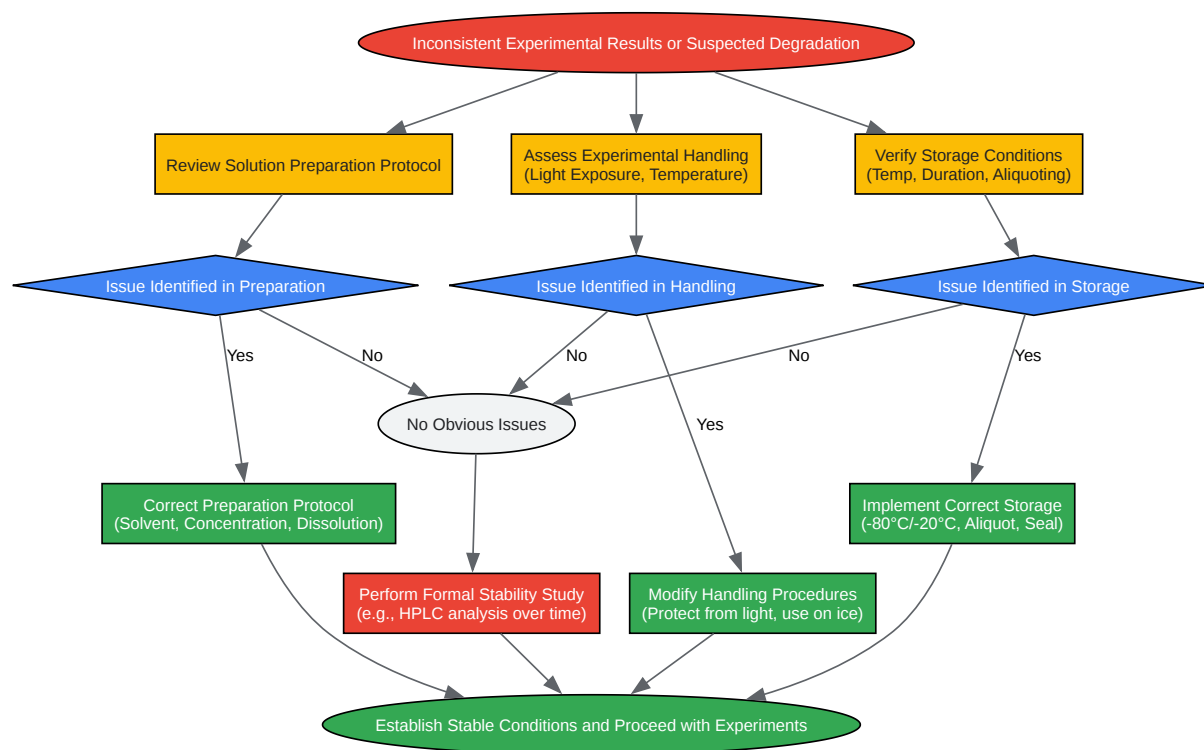 Inconsistent Experimental Results or Suspected Degradation
Review Solution Preparation Protocol
Assess Experimental Handling
(Light Exposure, Temperature)
Verify Storage Conditions
(Temp, Duration, Aliquoting)
Issue Identified in Preparation
Issue Identified in Handling
Issue Identified in Storage
Yes
No
No
No
Yes
No Obvious Issues
Yes
Correct Preparation Protocol
(Solvent, Concentration, Dissolution)
Implement Correct Storage
(-80°C/-20°C, Aliquot, Seal)
Perform Formal Stability Study
(e.g., HPLC analysis over time)
Modify Handling Procedures
(Protect from light, use on ice)
Establish Stable Conditions and Proceed with Experiments